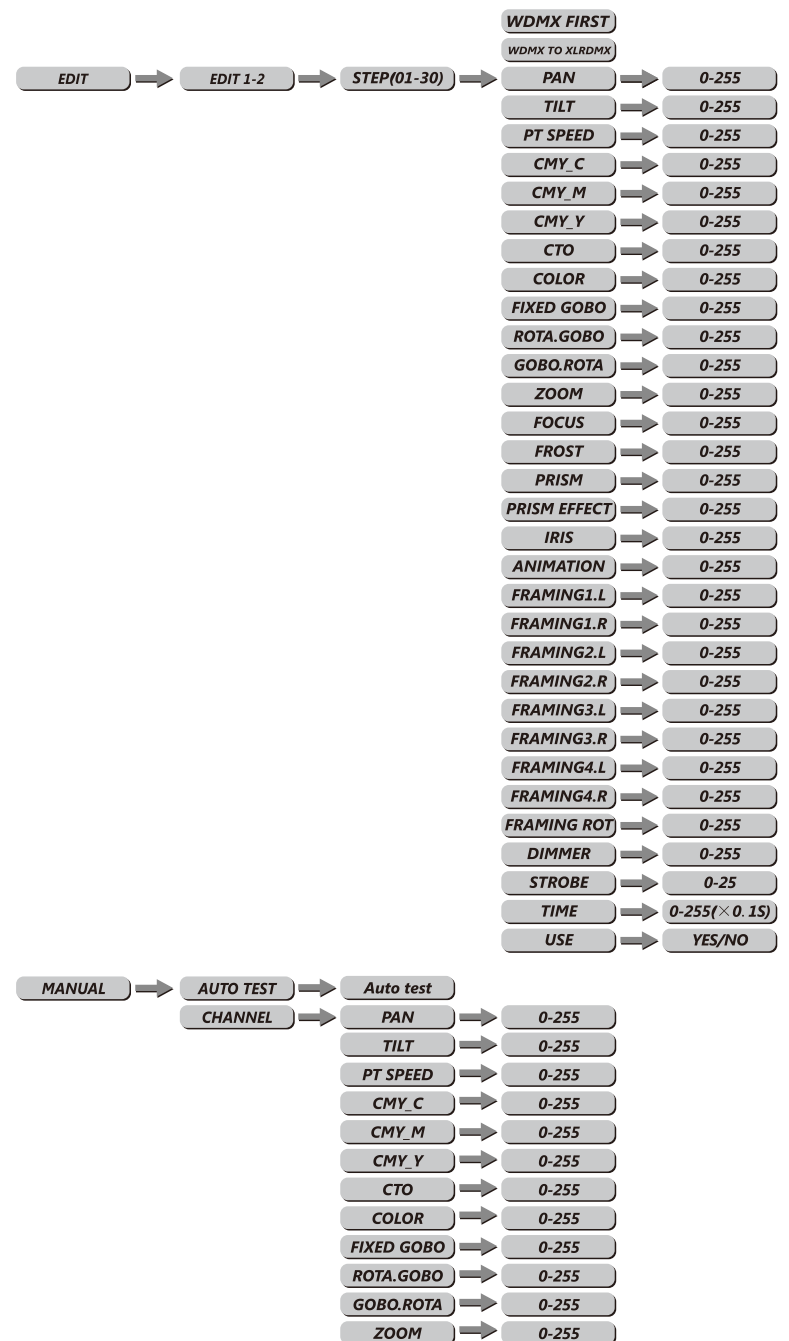 WDMX FIRST
WDMX TO XLRDMX
EDIT EDIT 1-2 STEP(01-30) PAN 0-255
TILT 0-255
PT SPEED 0-255
CMY_C 0-255
CMY_M 0-255
CMY_Y 0-255
CTO 0-255
COLOR 0-255
FIXED GOBO 0-255
ROTA.GOBO 0-255
GOBO.ROTA 0-255
ZOOM 0-255
FOCUS 0-255
FROST 0-255
PRISM 0-255
PRISM EFFECT 0-255
IRIS 0-255
ANIMATION 0-255
FRAMING1.L 0-255
FRAMING1.R 0-255
FRAMING2.L 0-255
FRAMING2.R 0-255
FRAMING3.L 0-255
FRAMING3.R 0-255
FRAMING4.L 0-255
FRAMING4.R 0-255
FRAMING ROT 0-255
DIMMER 0-255
STROBE 0-25
TIME 0-255(×0.1S)
USE YES/NO
MANUAL AUTO TEST Auto test
CHANNEL PAN 0-255
TILT 0-255
PT SPEED 0-255
CMY_C 0-255
CMY_M 0-255
CMY_Y 0-255
CTO 0-255
COLOR 0-255
FIXED GOBO 0-255
ROTA.GOBO 0-255
GOBO.ROTA 0-255
ZOOM 0-255